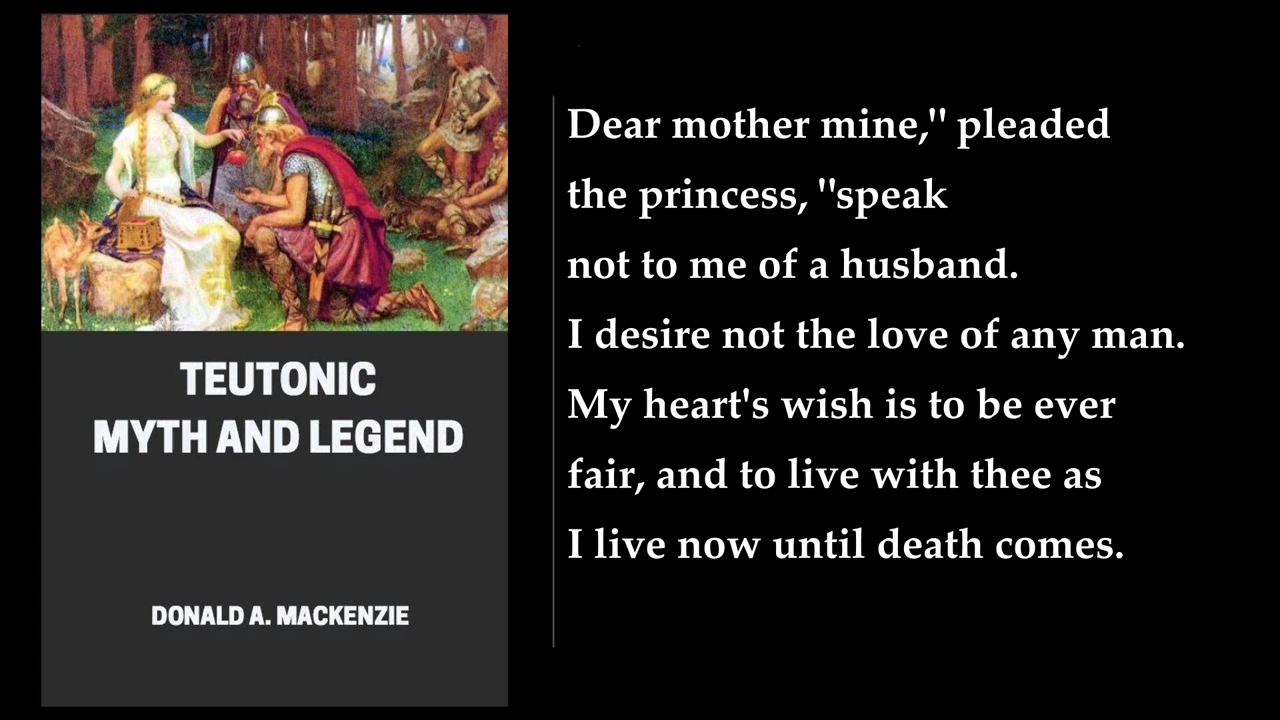 TEUTONIC
MYTH AND LEGEND
DONALD A. MACKENZIE
Dear mother mine," pleaded
the princess, "speak
not to me of a husband.
I desire not the love of any man.
My heart's wish is to be ever
fair, and to live with thee as
I live now until death comes.